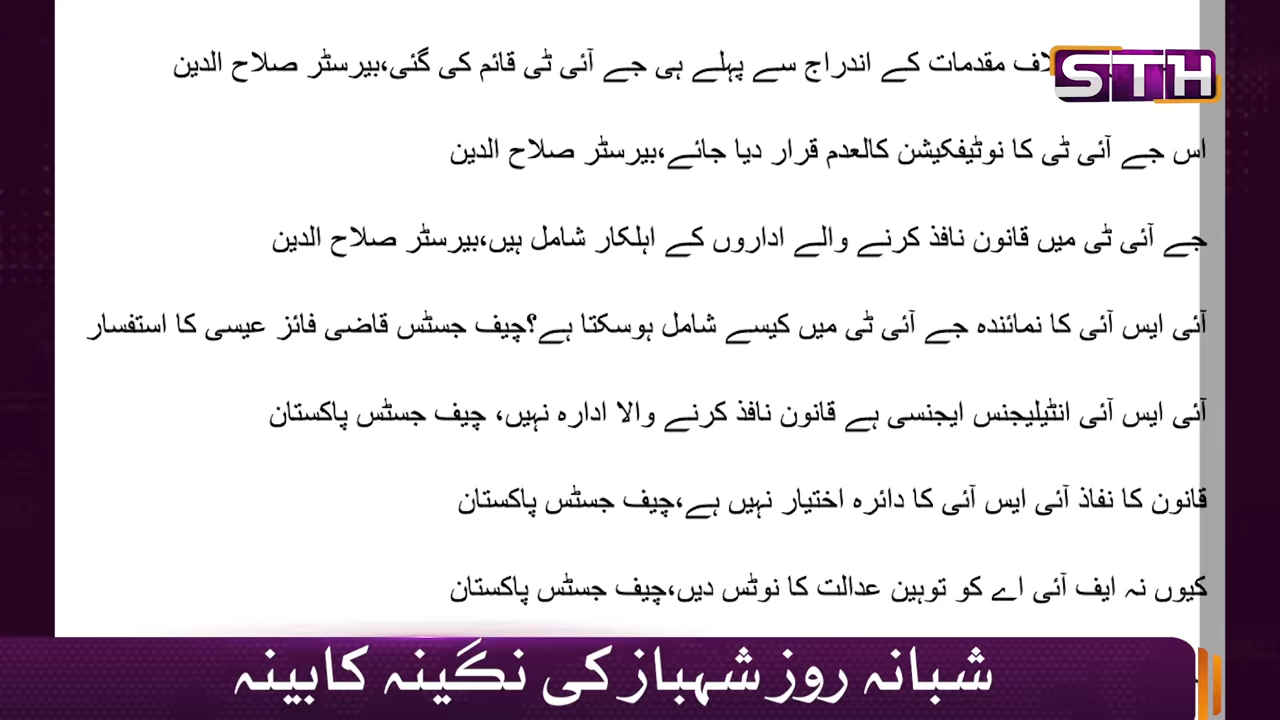 STH
مقدمات کے اندراج سے پہلے ہی جے آئی ٹی قائم کی گئی،بیرسٹر صلاح الدین
اس جے آئی ٹی کا نوٹیفکیشن کالعدم قرار دیا جائے،بیرسٹر صلاح الدین
جے آئی ٹی میں قانون نافذ کرنے والے اداروں کے اہلکار شامل ہیں،بیرسٹر صلاح الدین
آئی ایس آئی کا نمائندہ جے آئی ٹی میں کیسے شامل ہوسکتا ہے؟چیف جسٹس قاضی فائز عیسی کا استفسار
آئی ایس آئی انٹیلیجنس ایجنسی ہے قانون نافذ کرنے والا ادارہ نہیں، چیف جسٹس پاکستان
قانون کا نفاذ آئی ایس آئی کا دائرہ اختیار نہیں ہے،چیف جسٹس پاکستان
کیوں نہ ایف آئی اے کو توہین عدالت کا نوٹس دیں،چیف جسٹس پاکستان
شبانہ روز شہباز کی نگینہ کابینہ